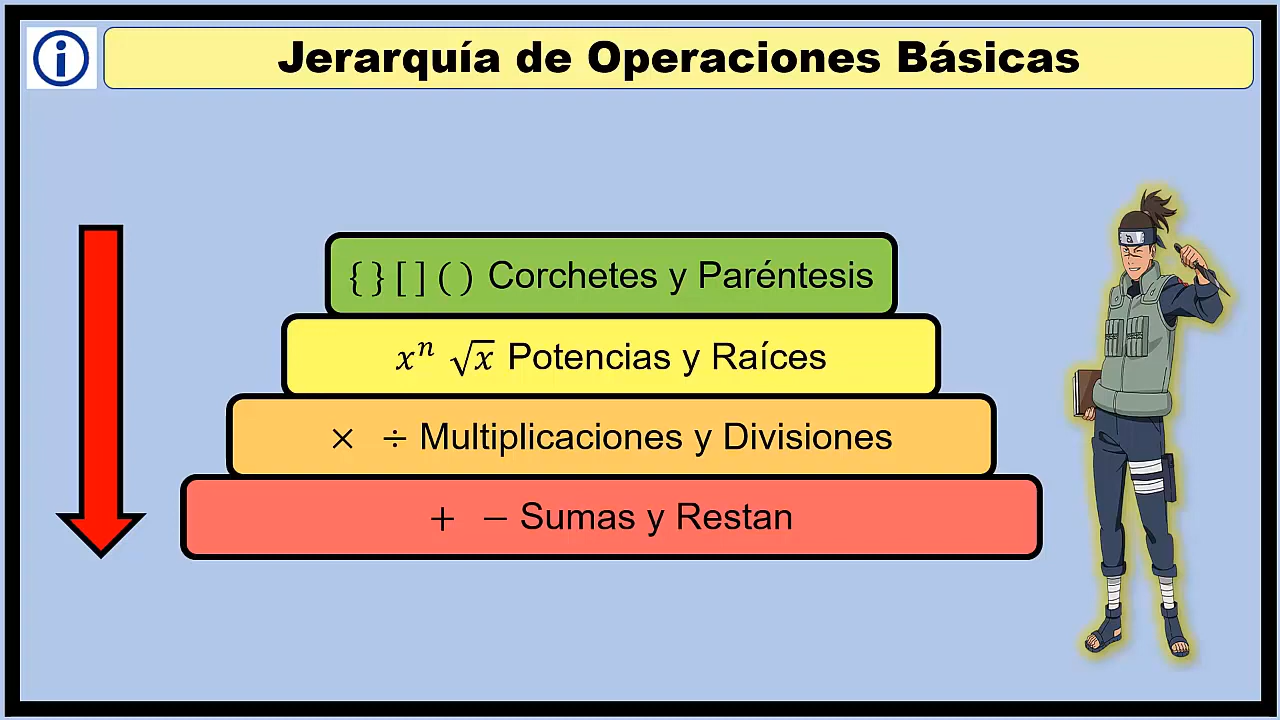 i
Jerarquía de Operaciones Básicas
{ } [ ] ( ) Corchetes y Paréntesis
xⁿ √x Potencias y Raíces
× ÷ Multiplicaciones y Divisiones
+ − Sumas y Restan